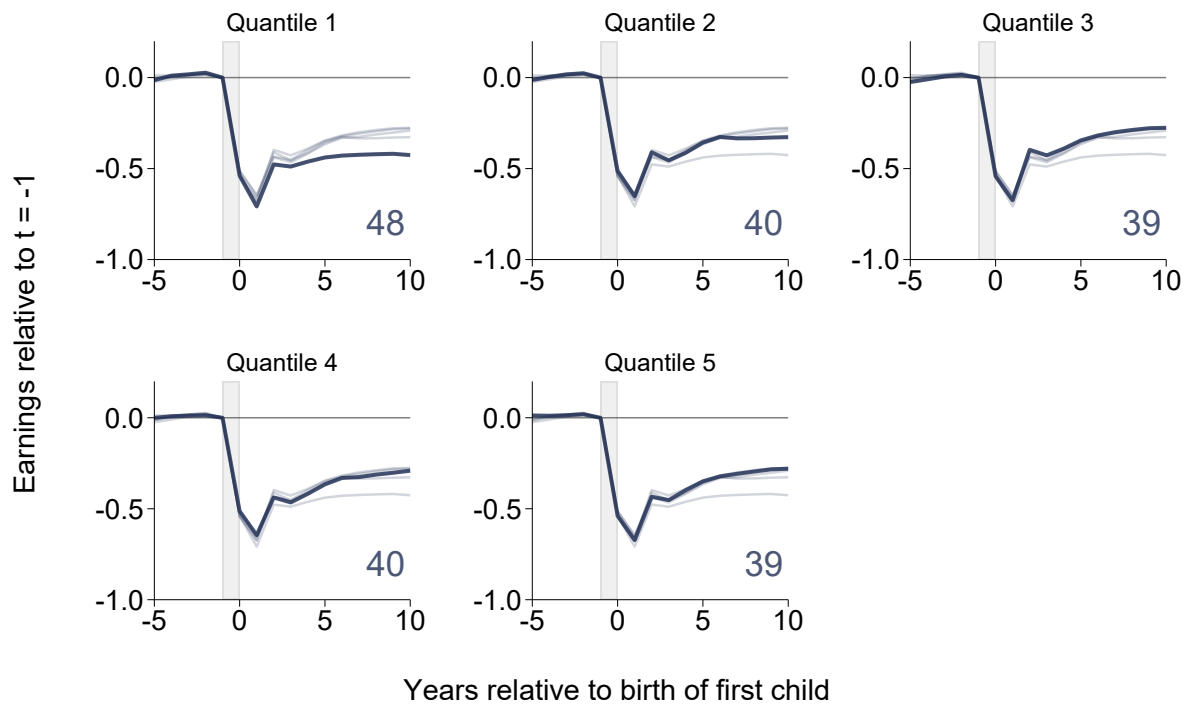 Quantile 1
Quantile 2
Quantile 3
0.0
-0.5
-1.0
48
-5 0 5 10
0.0
-0.5
-1.0
40
-5 0 5 10
0.0
-0.5
-1.0
39
-5 0 5 10
Earnings relative to t = -1
Quantile 4
Quantile 5
0.0
-0.5
-1.0
40
-5 0 5 10
0.0
-0.5
-1.0
39
-5 0 5 10
Years relative to birth of first child